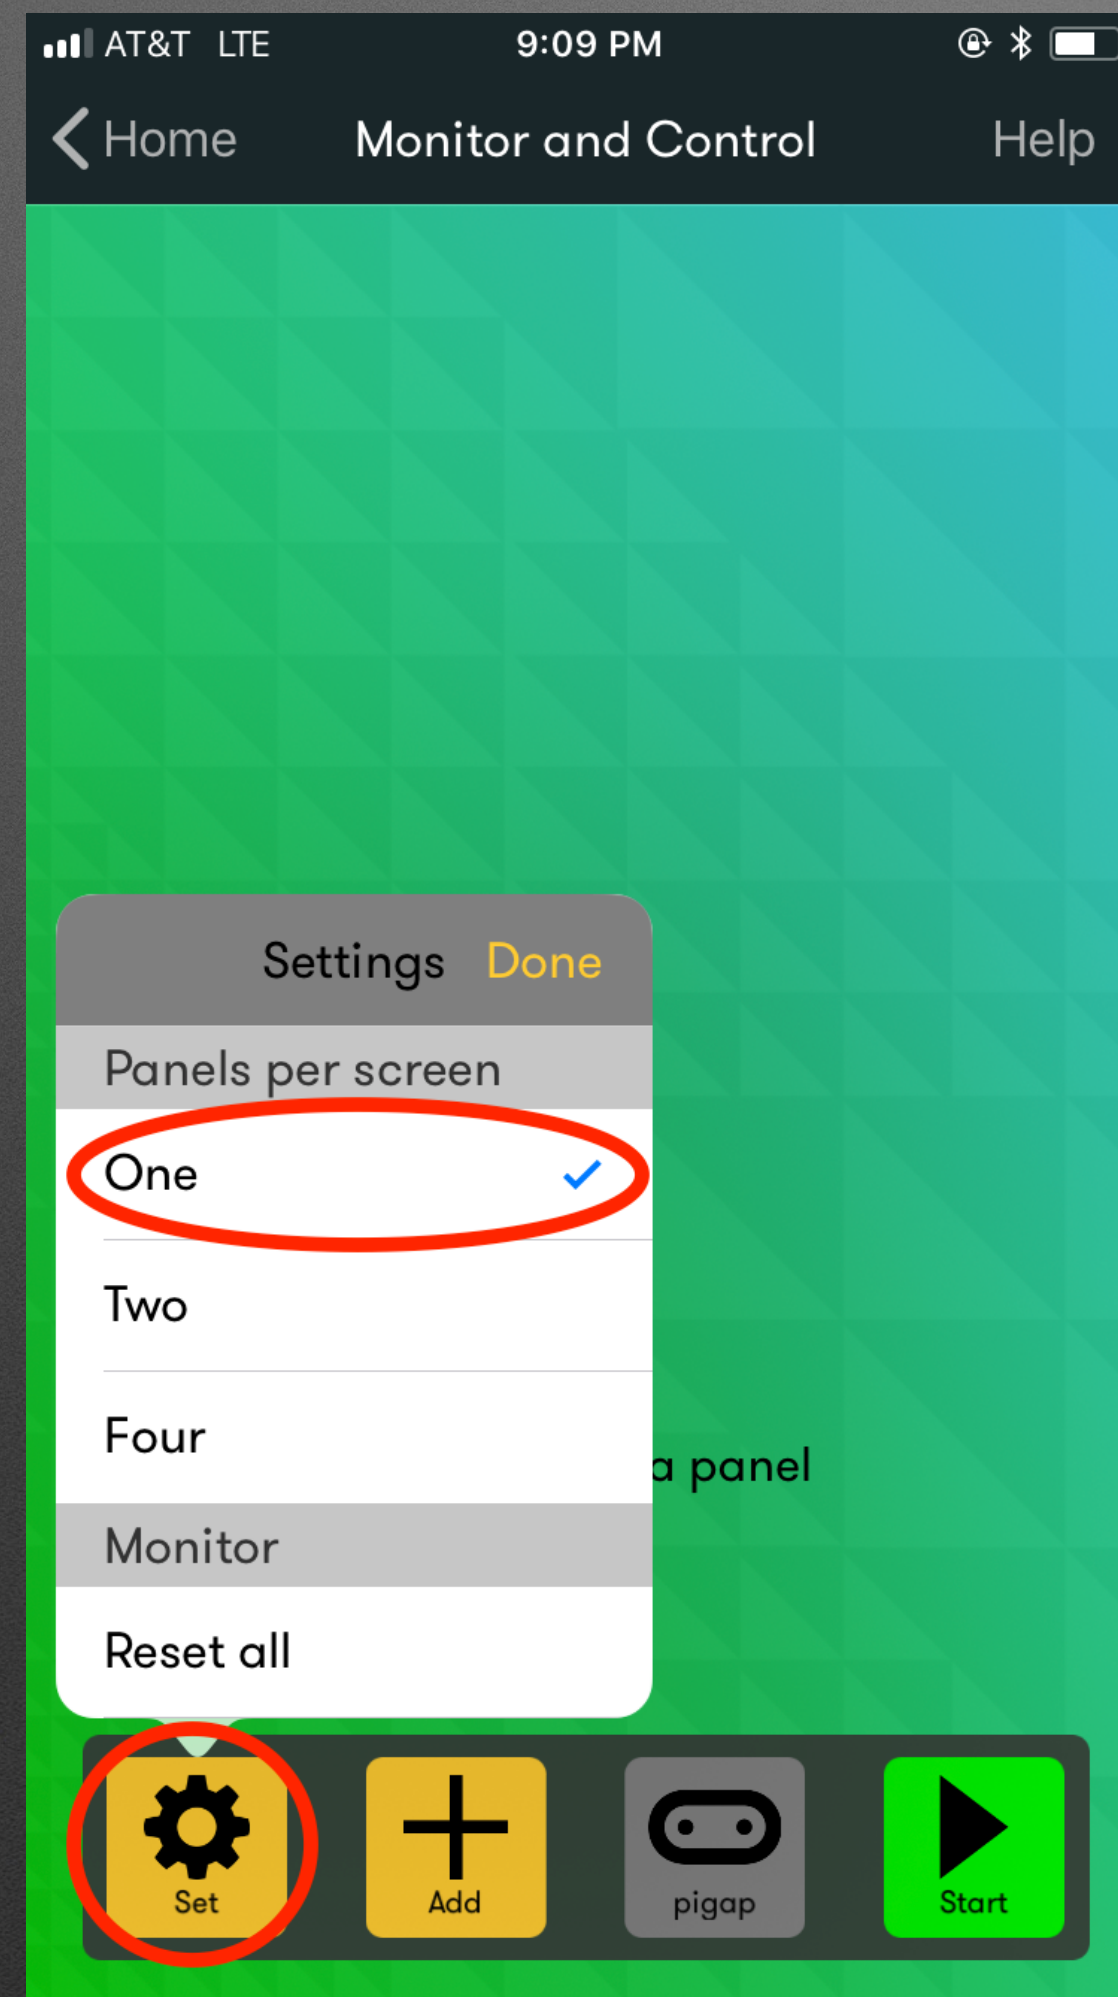 AT&T LTE 9:09 PM
Home Monitor and Control Help
Settings Done
Panels per screen
One
Two
Four
a panel
Monitor
Reset all
Set Add pigap Start